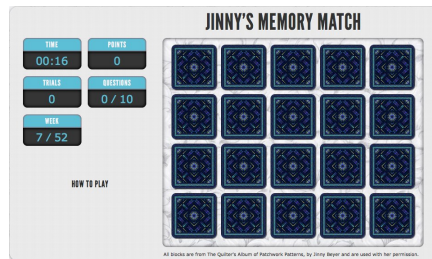 JINNY'S MEMORY MATCH
TIME
00:16
POINTS
0
TRIALS
0
QUESTIONS
0 / 10
WEEK
7 / 52
HOW TO PLAY
All blocks are from The Quilter's Album of Patchwork Patterns, by Jinny Beyer and are used with her permission.